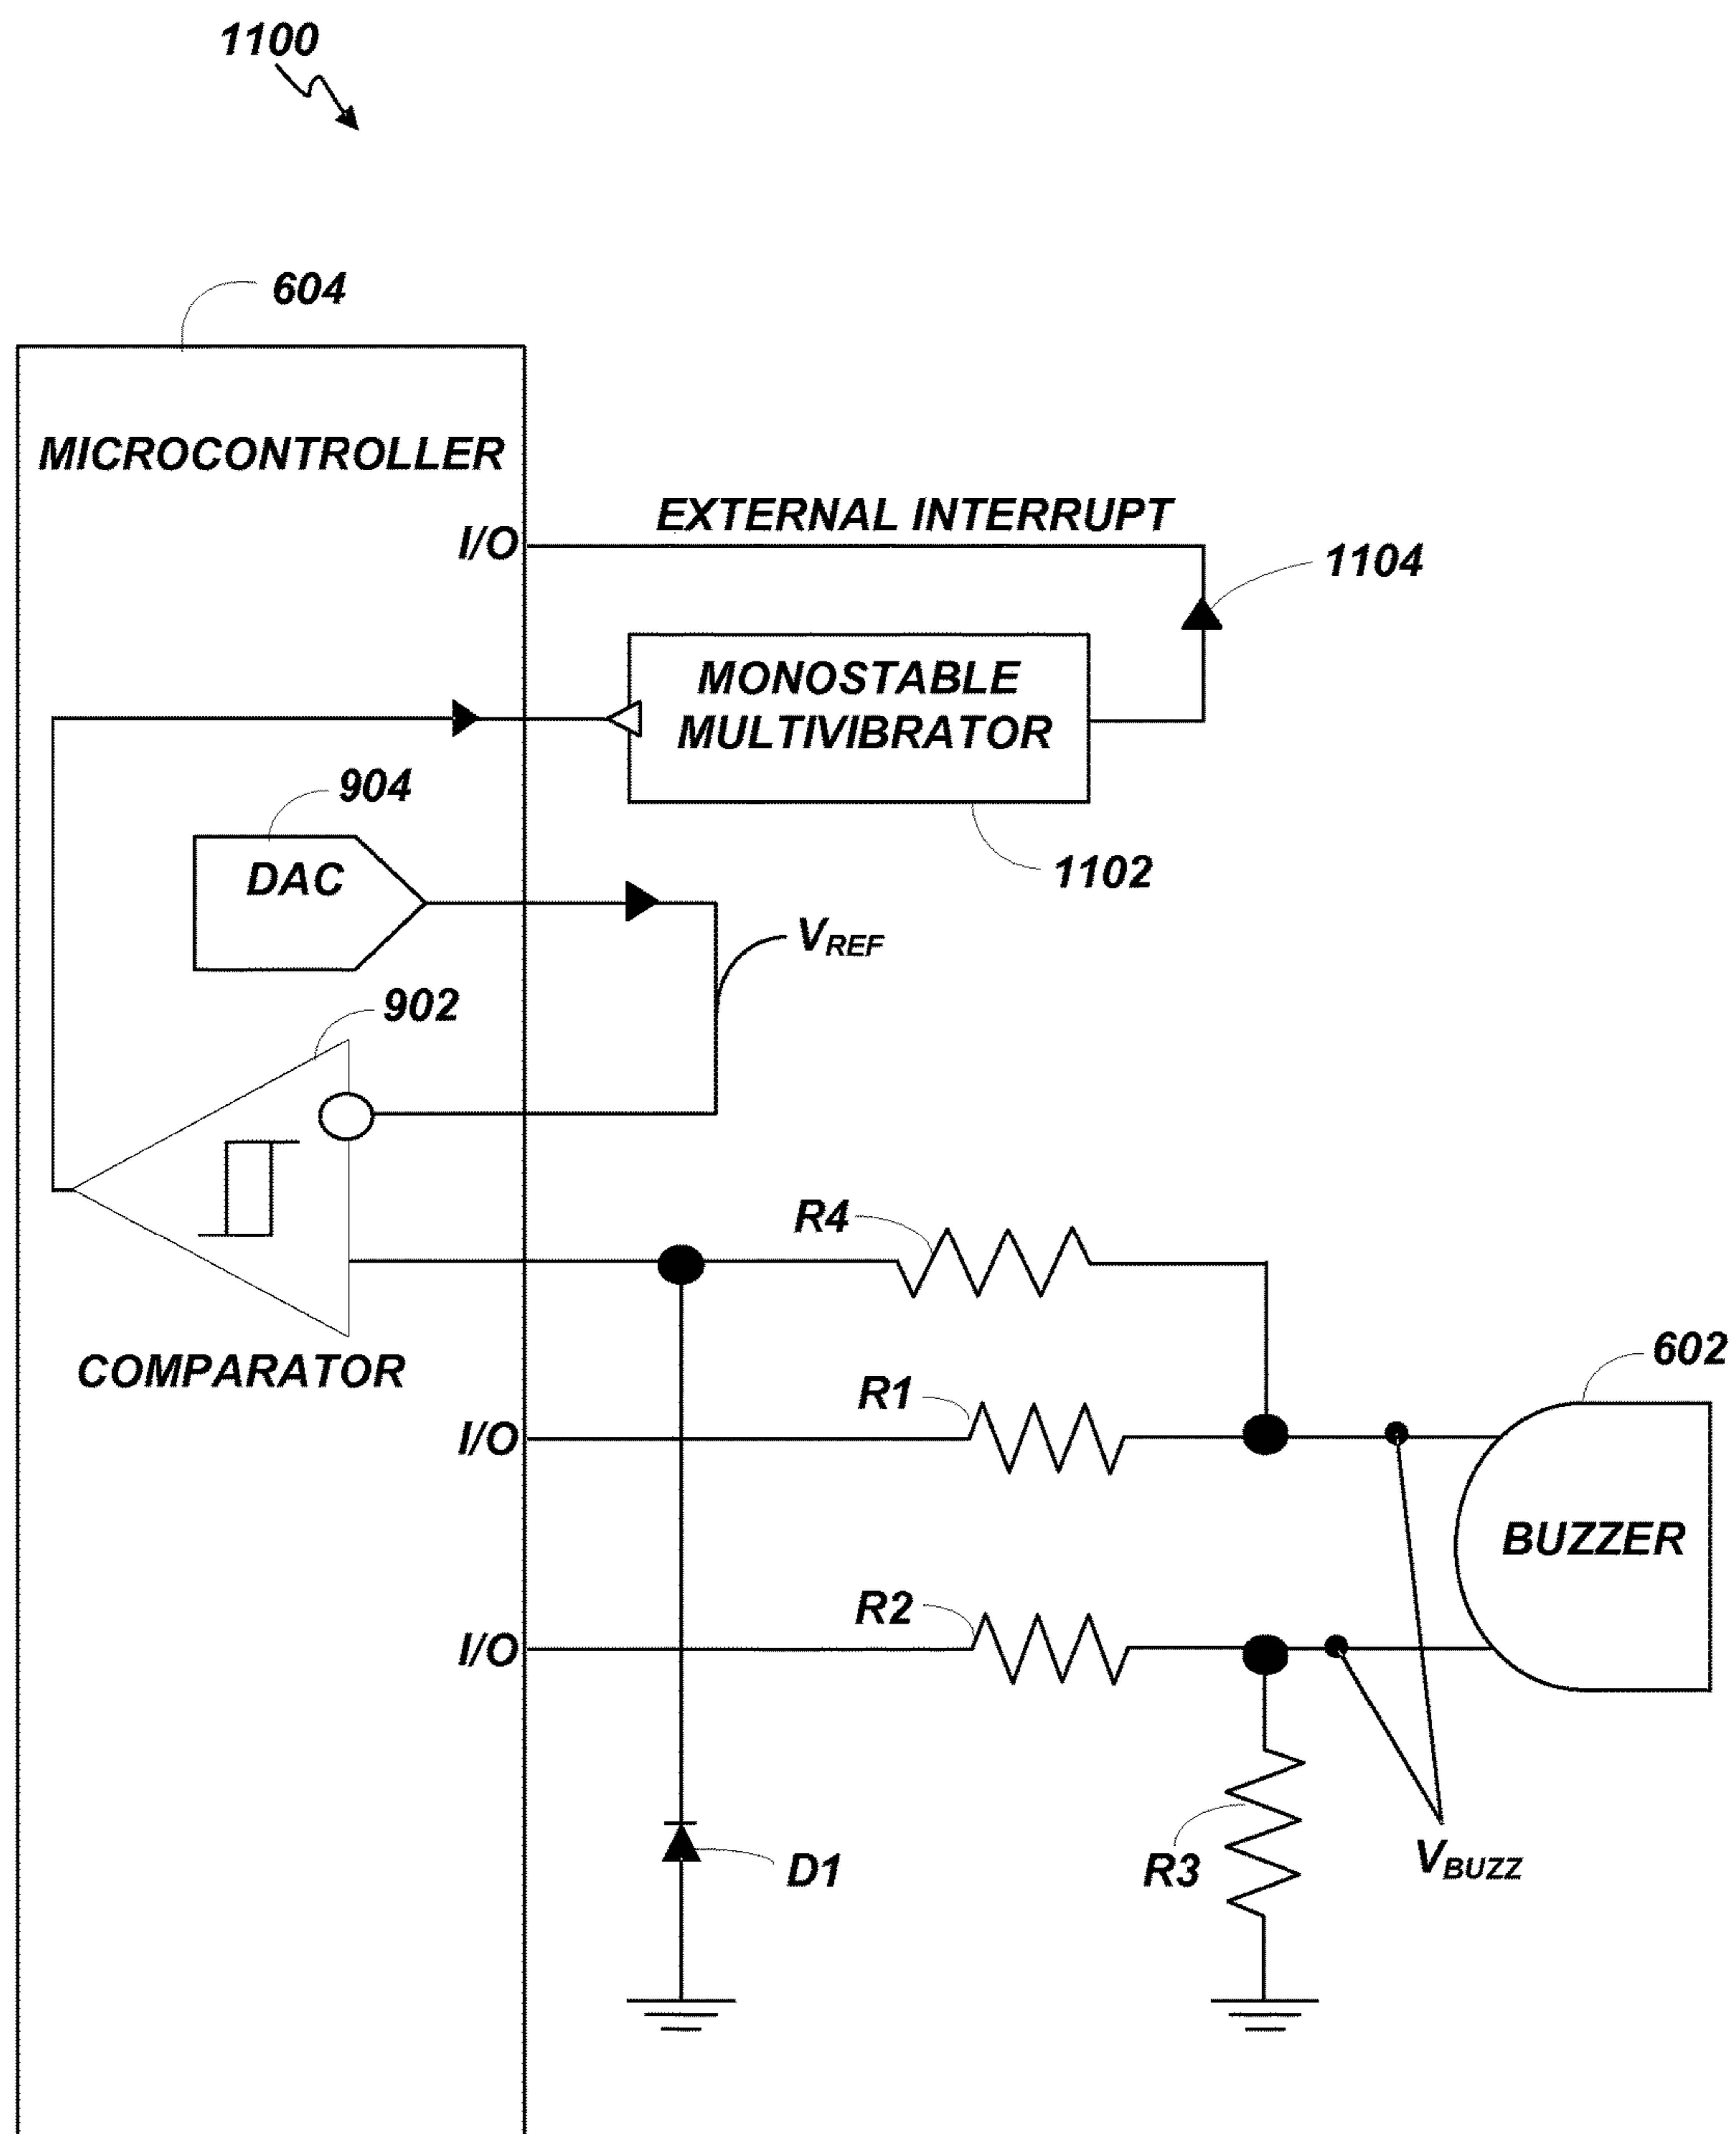 1100
604
MICROCONTROLLER
I/O
EXTERNAL INTERRUPT
1104
MONOSTABLE
MULTIVIBRATOR
904
DAC
1102
VREF
902
R4
COMPARATOR
602
R1
I/O
BUZZER
R2
I/O
D1
R3
VBUZZ